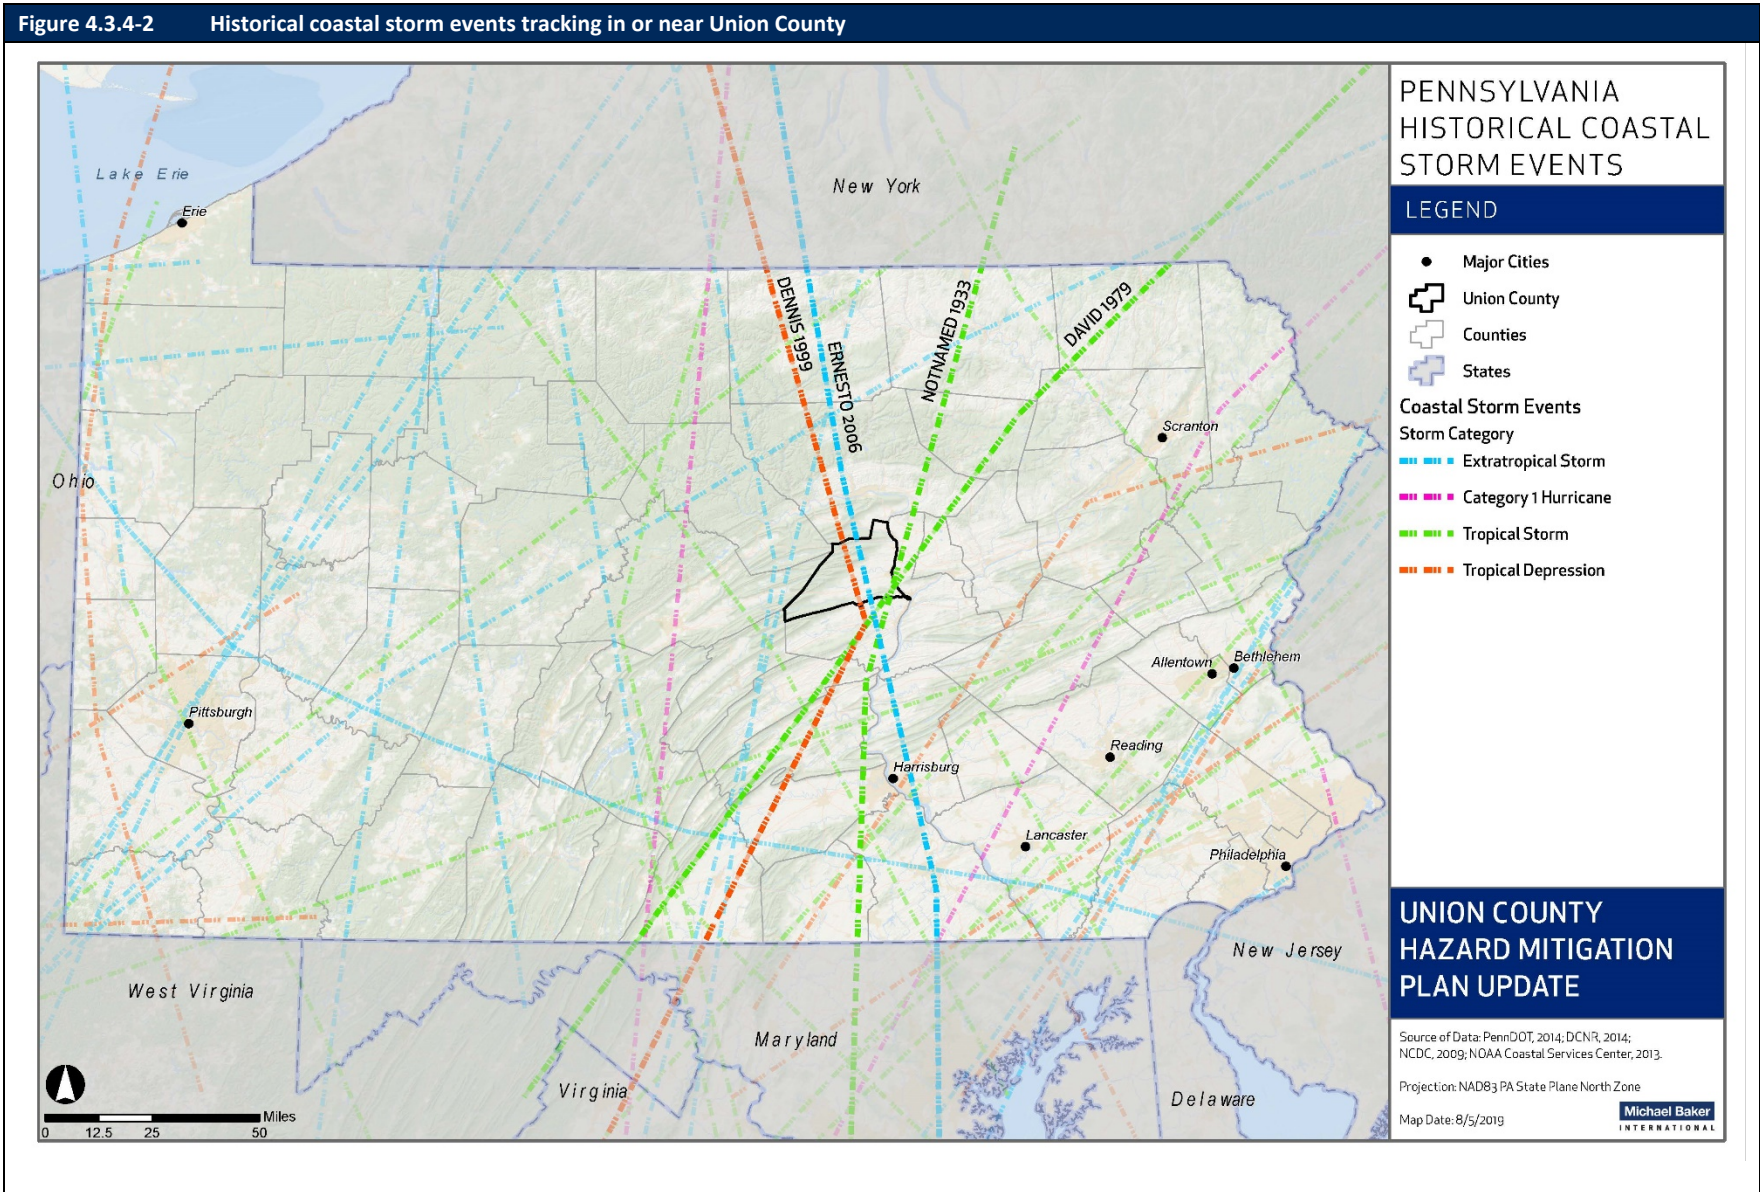 Figure 4.3.4-2 Historical coastal storm events tracking in or near Union County
PENNSYLVANIA
HISTORICAL COASTAL
STORM EVENTS
LEGEND
Major Cities
Union County
Counties
States
Coastal Storm Events
Storm Category
Extratropical Storm
Category 1 Hurricane
Tropical Storm
Tropical Depression
UNION COUNTY
HAZARD MITIGATION
PLAN UPDATE
Source of Data: PennDOT, 2014; DCNR, 2014;
NCDC, 2009; NOAA Coastal Services Center, 2013.
Projection: NAD83 PA State Plane North Zone
Map Date: 8/5/2019
Michael Baker
INTERNATIONAL
Lake Erie
Erie
New York
DENNIS 1999
ERNESTO 2006
NOTNAMED 1933
DAVID 1979
Scranton
Ohio
Allentown
Bethlehem
Pittsburgh
Reading
Harrisburg
Lancaster
Philadelphia
New Jersey
West Virginia
Maryland
Virginia
Delaware
Miles
0 12.5 25 50